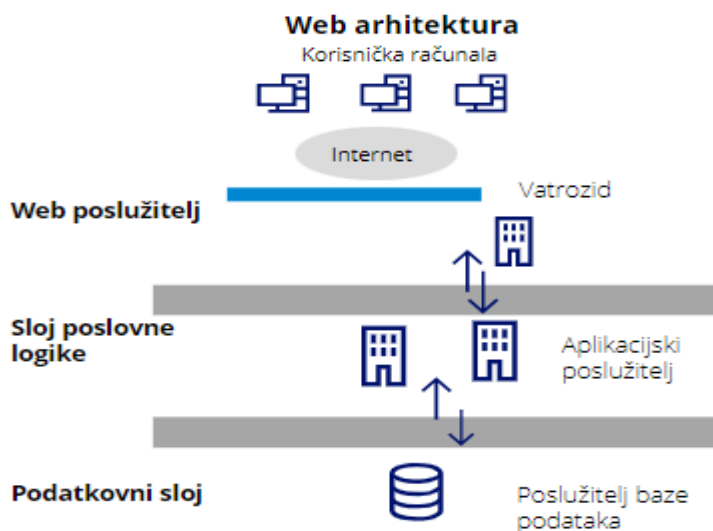 Web arhitektura
Korisnička računala
Internet
Vatrozid
Web poslužitelj
Sloj poslovne
logike
Aplikacijski
poslužitelj
Podatkovni sloj
Poslužitelj baze
podataka